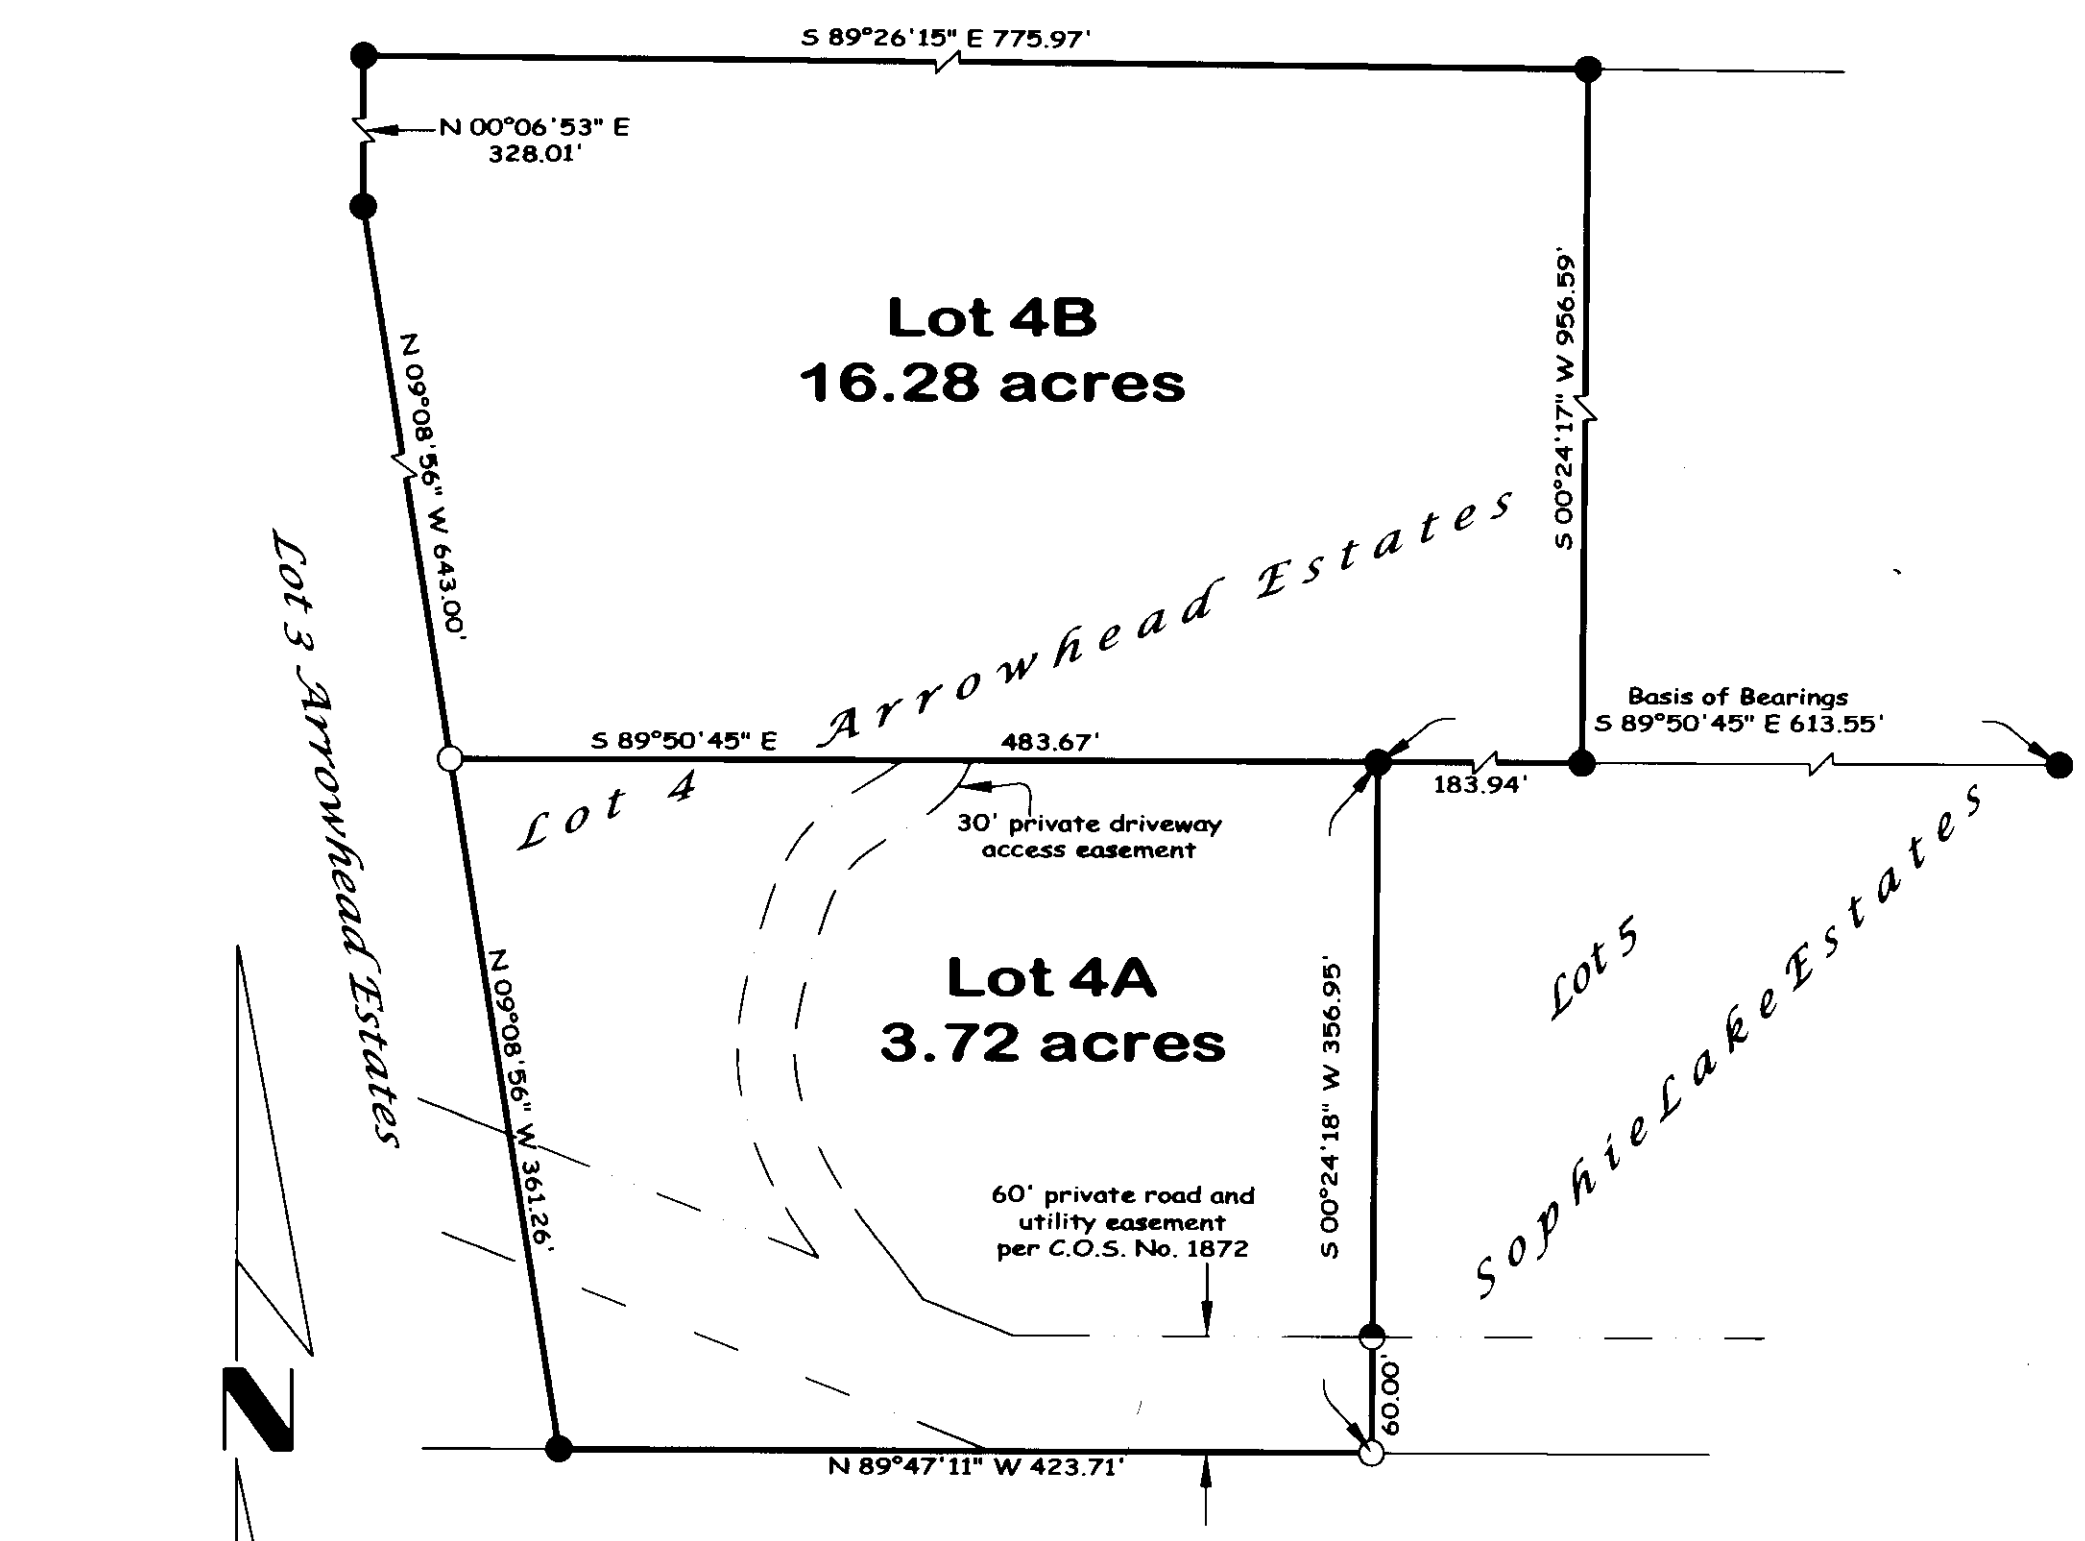 S 89°26'15" E 775.97'
N 00°06'53" E
328.01'
Lot 4B
16.28 acres
S 00°24'17" W 956.59'
N 09°08'56" W 643.00'
Arrowhead Estates
Lot 3 Arrowhead Estates
Basis of Bearings
S 89°50'45" E 613.55'
S 89°50'45" E
483.67'
183.94'
Lot 4
30' private driveway
access easement
Lot 4A
3.72 acres
S 00°24'18" W 356.95'
Lot 5
Sophie Lake Estates
N 09°08'56" W 361.26'
60' private road and
utility easement
per C.O.S. No. 1872
60.00'
N
N 89°47'11" W 423.71'